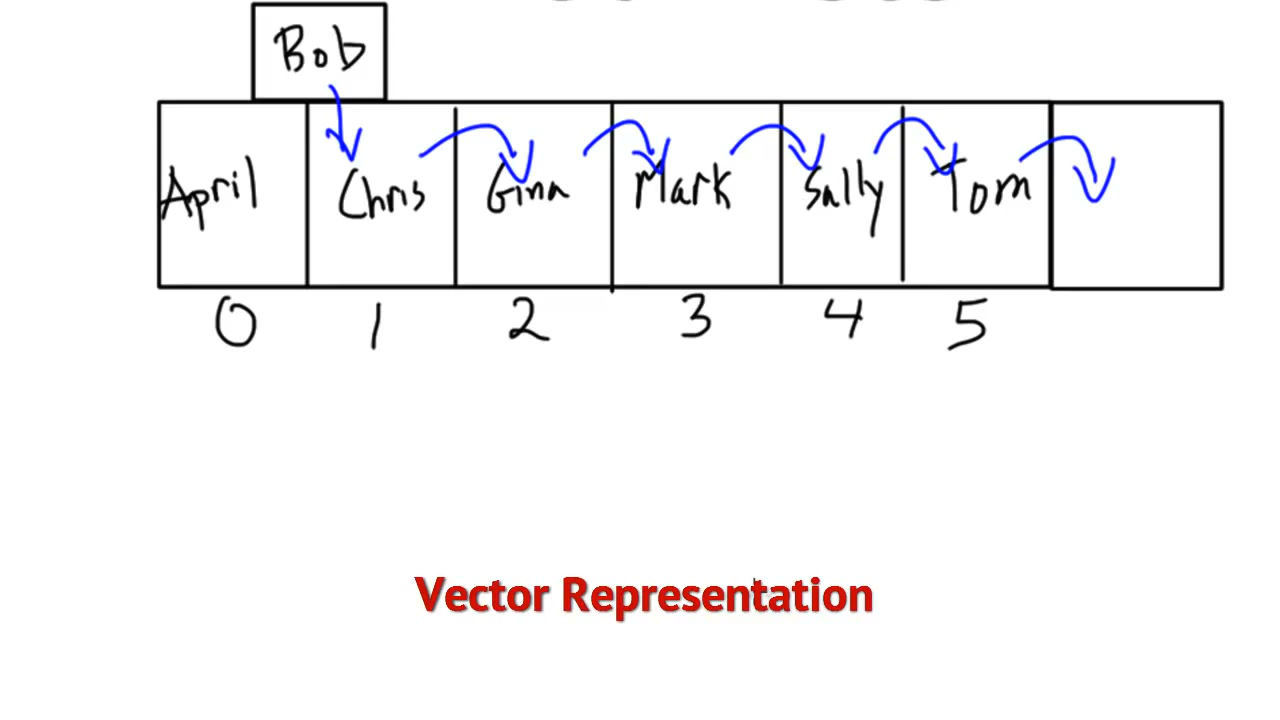 Bob
April Chris Gina Mark Sally Tom
0 1 2 3 4 5
Vector Representation